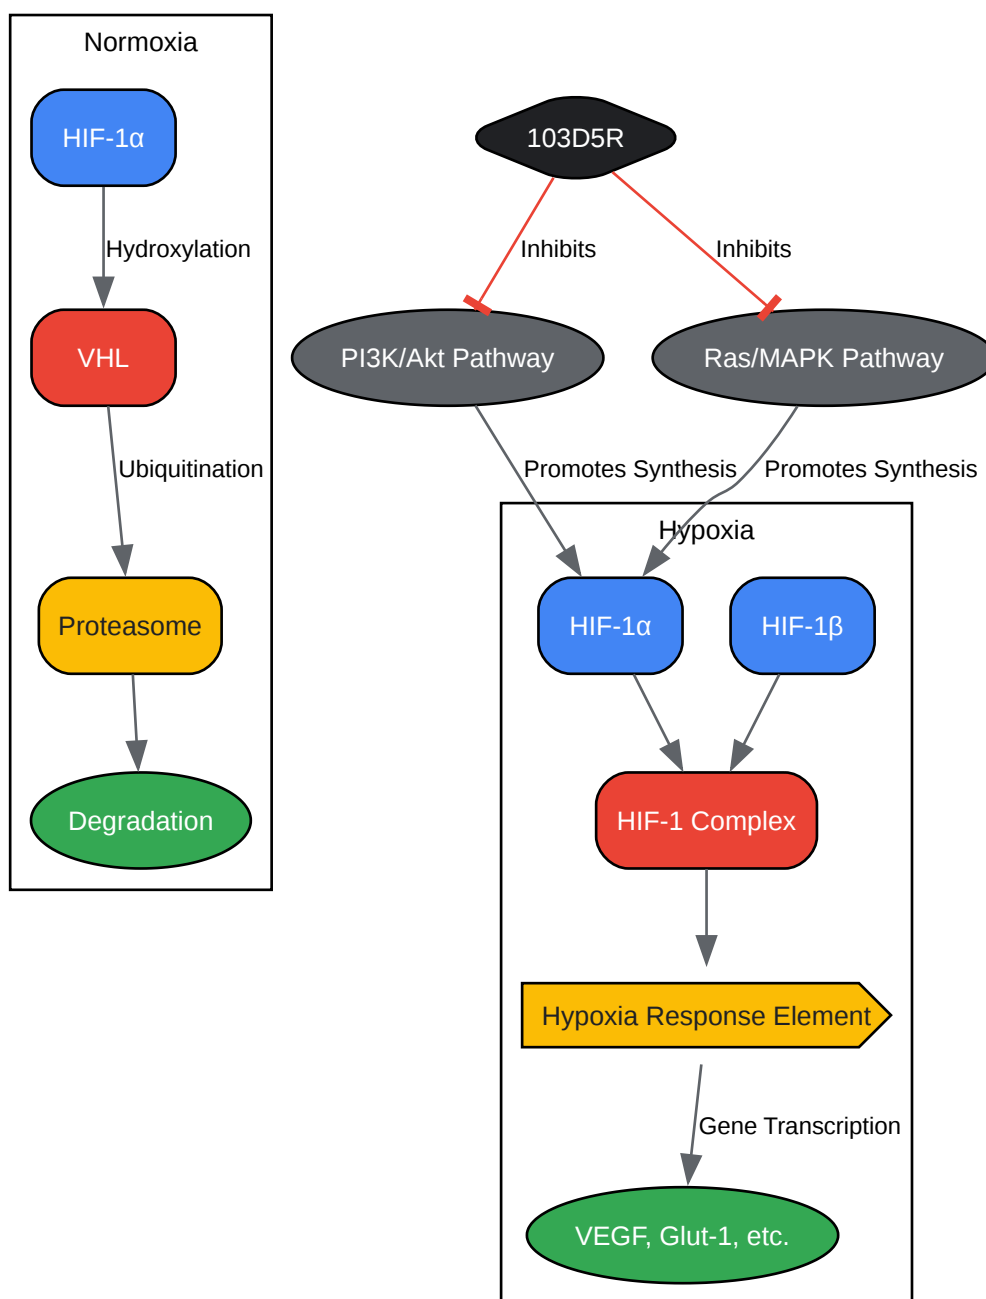 Normoxia
HIF-1α
Hydroxylation
VHL
Ubiquitination
Proteasome
Degradation
103D5R
Inhibits
Inhibits
PI3K/Akt Pathway
Ras/MAPK Pathway
Promotes Synthesis
Promotes Synthesis
Hypoxia
HIF-1α
HIF-1β
HIF-1 Complex
Hypoxia Response Element
Gene Transcription
VEGF, Glut-1, etc.